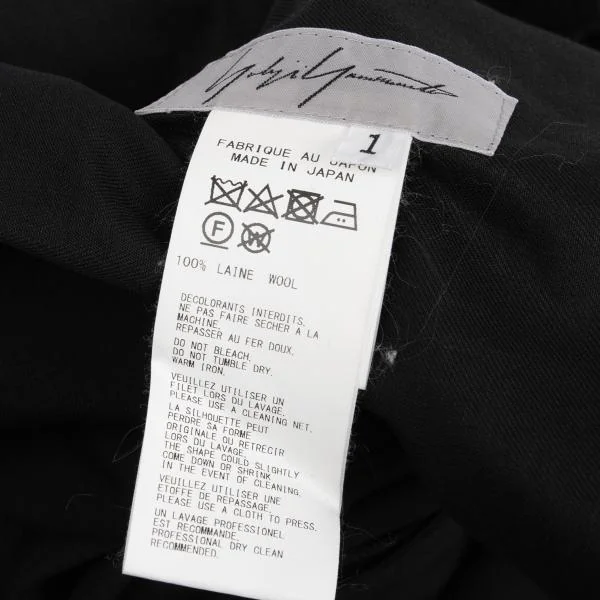 Yohji Yamamoto
1
FABRIQUE AU JAPON
MADE IN JAPAN
F
W
100% LAINE WOOL
DECOLORANTS INTERDITS.
NE PAS FAIRE SECHER A LA
MACHINE.
REPASSER AU FER DOUX.
DO NOT BLEACH.
DO NOT TUMBLE DRY.
WARM IRON.
VEUILLEZ UTILISER UN
FILET LORS DU LAVAGE.
PLEASE USE A CLEANING NET.
LA SILHOUETTE PEUT
PERDRE SA FORME
ORIGINALE OU RETRECIR
LORS DU LAVAGE.
THE SHAPE COULD SLIGHTLY
COME DOWN OR SHRINK
IN THE EVENT OF CLEANING.
VEUILLEZ UTILISER UNE
ETOFFE DE REPASSAGE.
PLEASE USE A CLOTH TO PRESS.
UN LAVAGE PROFESSIONEL
EST RECOMMANDE.
PROFESSIONAL DRY CLEAN
RECOMMENDED.